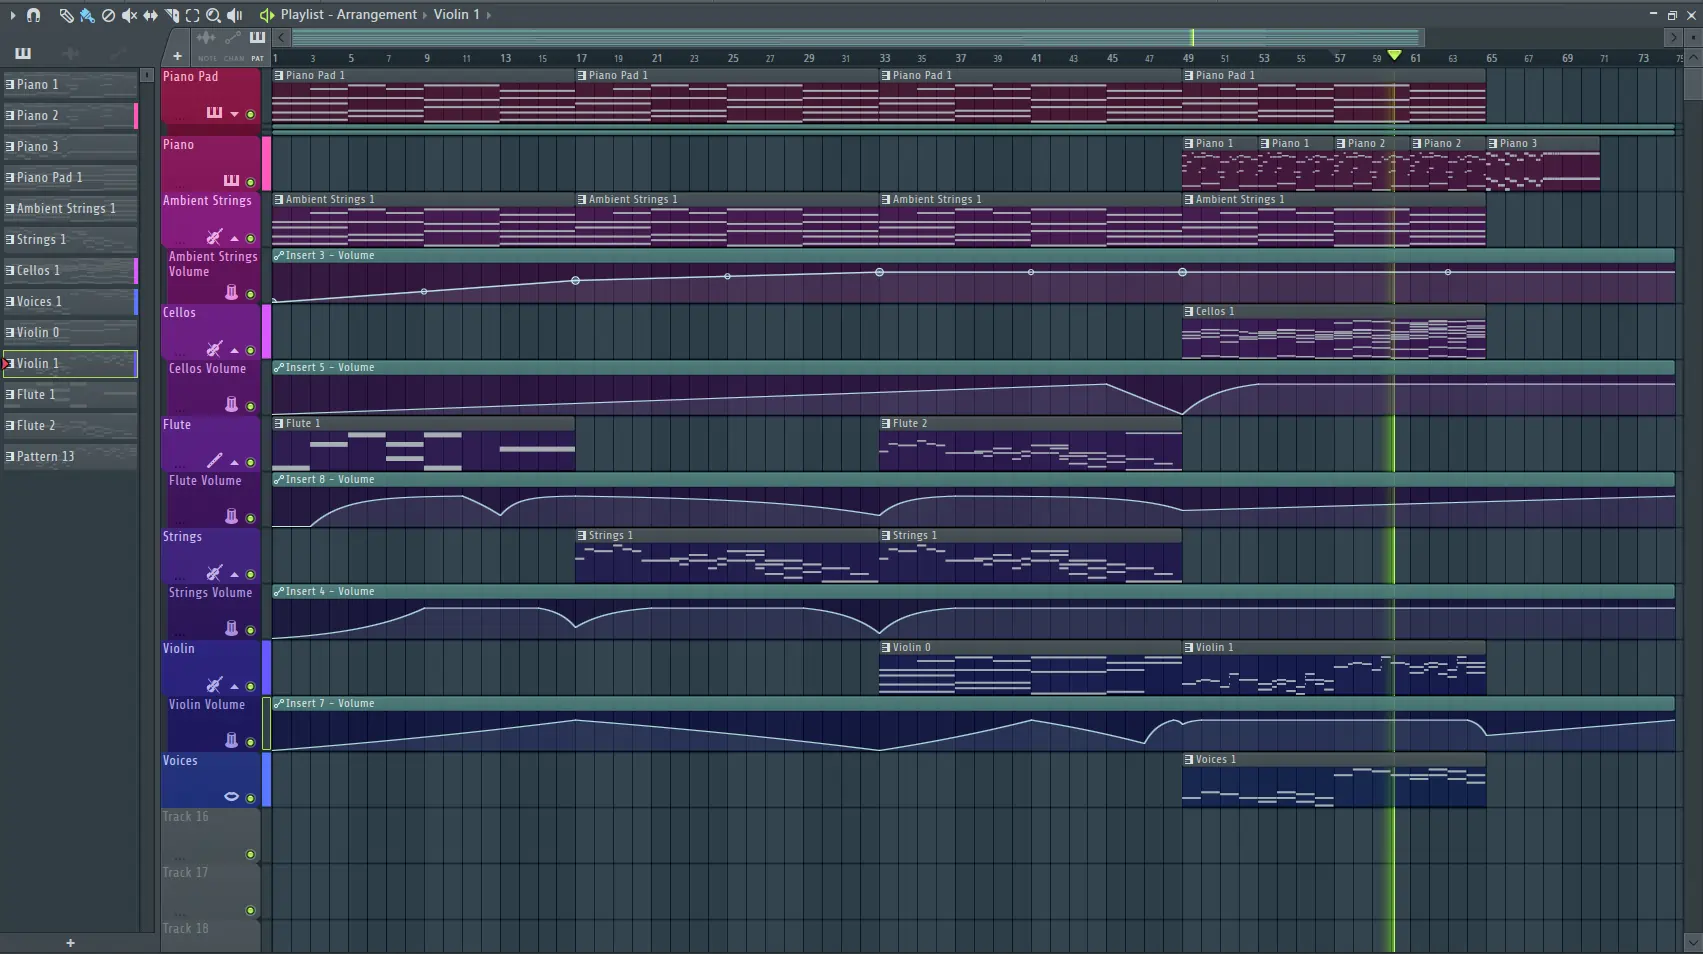 Playlist - Arrangement › Violin 1 ›
NOTE CHAN PAT
1 3 5 7 9 11 13 15 17 19 21 23 25 27 29 31 33 35 37 39 41 43 45 47 49 51 53 55 57 59 61 63 65 67 69 71 73 75
Piano 1
Piano 2
Piano 3
Piano Pad 1
Ambient Strings 1
Strings 1
Cellos 1
Voices 1
Violin 0
Violin 1
Flute 1
Flute 2
Pattern 13
+
Piano Pad
Piano Pad 1 Piano Pad 1 Piano Pad 1 Piano Pad 1
Piano
Piano 1 Piano 1 Piano 2 Piano 2 Piano 3
Ambient Strings
Ambient Strings 1 Ambient Strings 1 Ambient Strings 1 Ambient Strings 1
Ambient Strings
Volume
Insert 3 - Volume
Cellos
Cellos 1
Cellos Volume
Insert 5 - Volume
Flute
Flute 1 Flute 2
Flute Volume
Insert 8 - Volume
Strings
Strings 1 Strings 1
Strings Volume
Insert 4 - Volume
Violin
Violin 0 Violin 1
Violin Volume
Insert 7 - Volume
Voices
Voices 1
Track 16
Track 17
Track 18